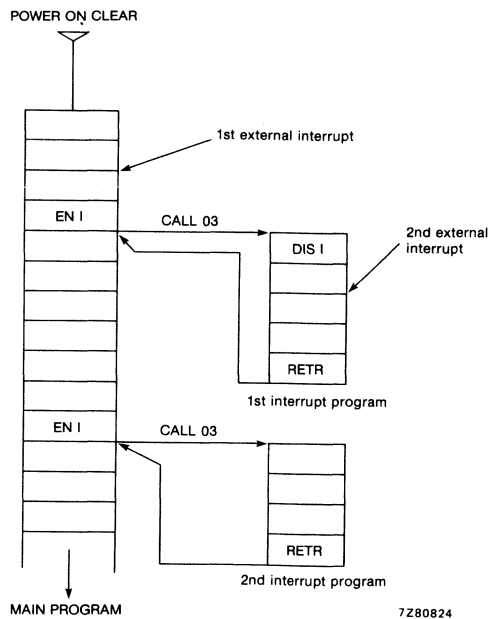 POWER ON CLEAR
1st external interrupt
EN I
CALL 03
DIS I
2nd external
interrupt
RETR
1st interrupt program
EN I
CALL 03
RETR
2nd interrupt program
MAIN PROGRAM
7Z80824